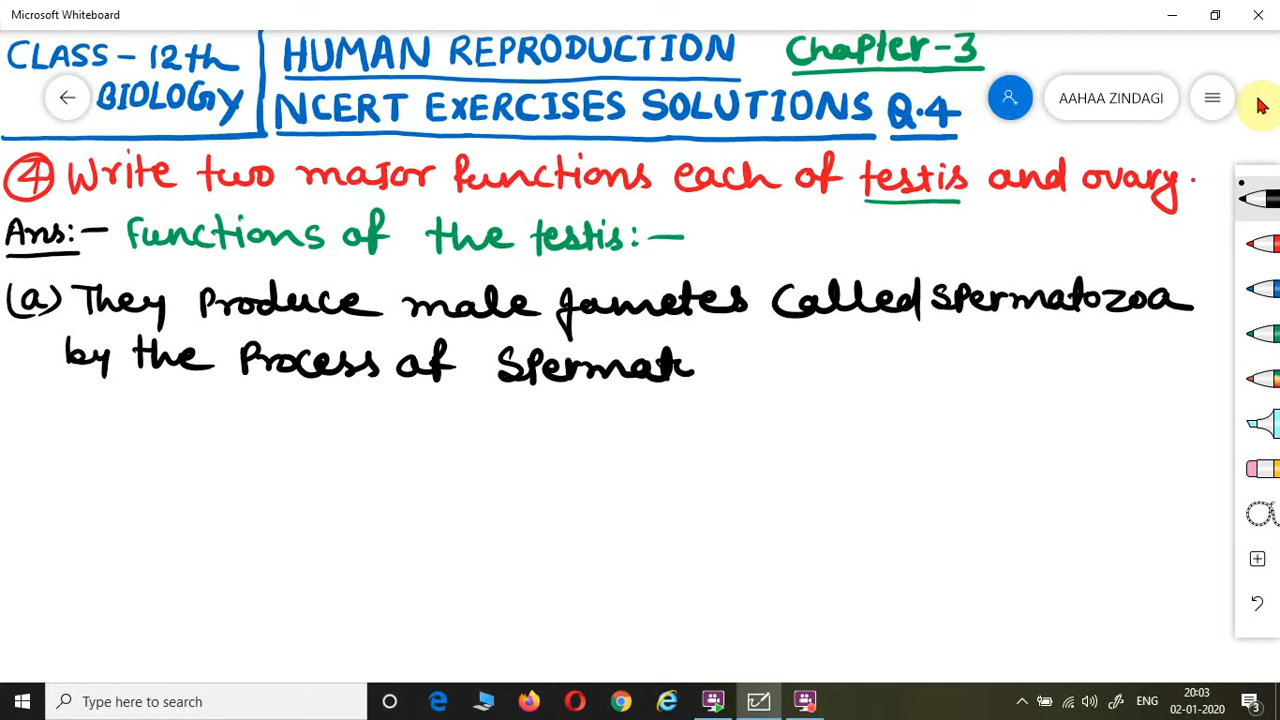 Microsoft Whiteboard
CLASS - 12th
BIOLOGY
HUMAN REPRODUCTION Chapter-3
NCERT EXERCISES SOLUTIONS Q.4
AAHAA ZINDAGI
④ Write two major functions each of testis and ovary.
Ans:- Functions of the testis:-
(a) They Produce male gametes Called Spermatozoa
by the Process of Spermat
Type here to search
ENG
20:03
02-01-2020
3